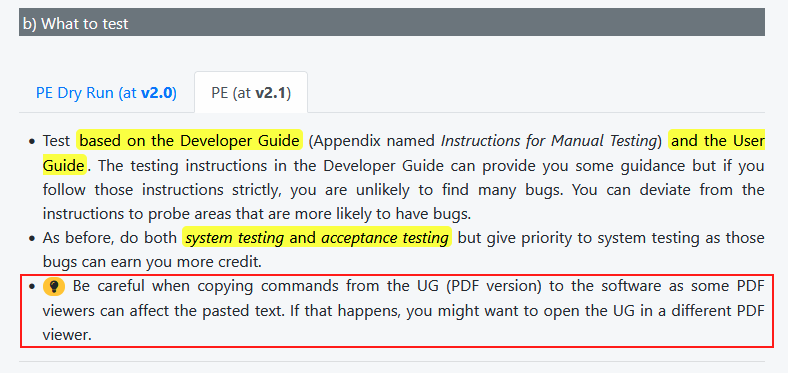 b) What to test
PE Dry Run (at v2.0) PE (at v2.1)
• Test based on the Developer Guide (Appendix named Instructions for Manual Testing) and the User
Guide. The testing instructions in the Developer Guide can provide you some guidance but if you
follow those instructions strictly, you are unlikely to find many bugs. You can deviate from the
instructions to probe areas that are more likely to have bugs.
• As before, do both system testing and acceptance testing but give priority to system testing as those
bugs can earn you more credit.
• Be careful when copying commands from the UG (PDF version) to the software as some PDF
viewers can affect the pasted text. If that happens, you might want to open the UG in a different PDF
viewer.